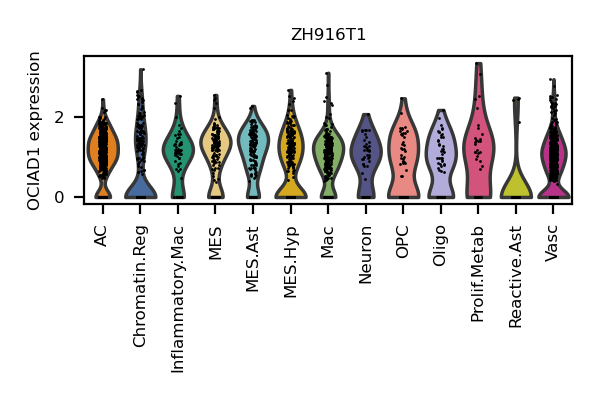 ZH916T1
OCIAD1 expression
2
0
AC
Chromatin.Reg
Inflammatory.Mac
MES
MES.Ast
MES.Hyp
Mac
Neuron
OPC
Oligo
Prolif.Metab
Reactive.Ast
Vasc